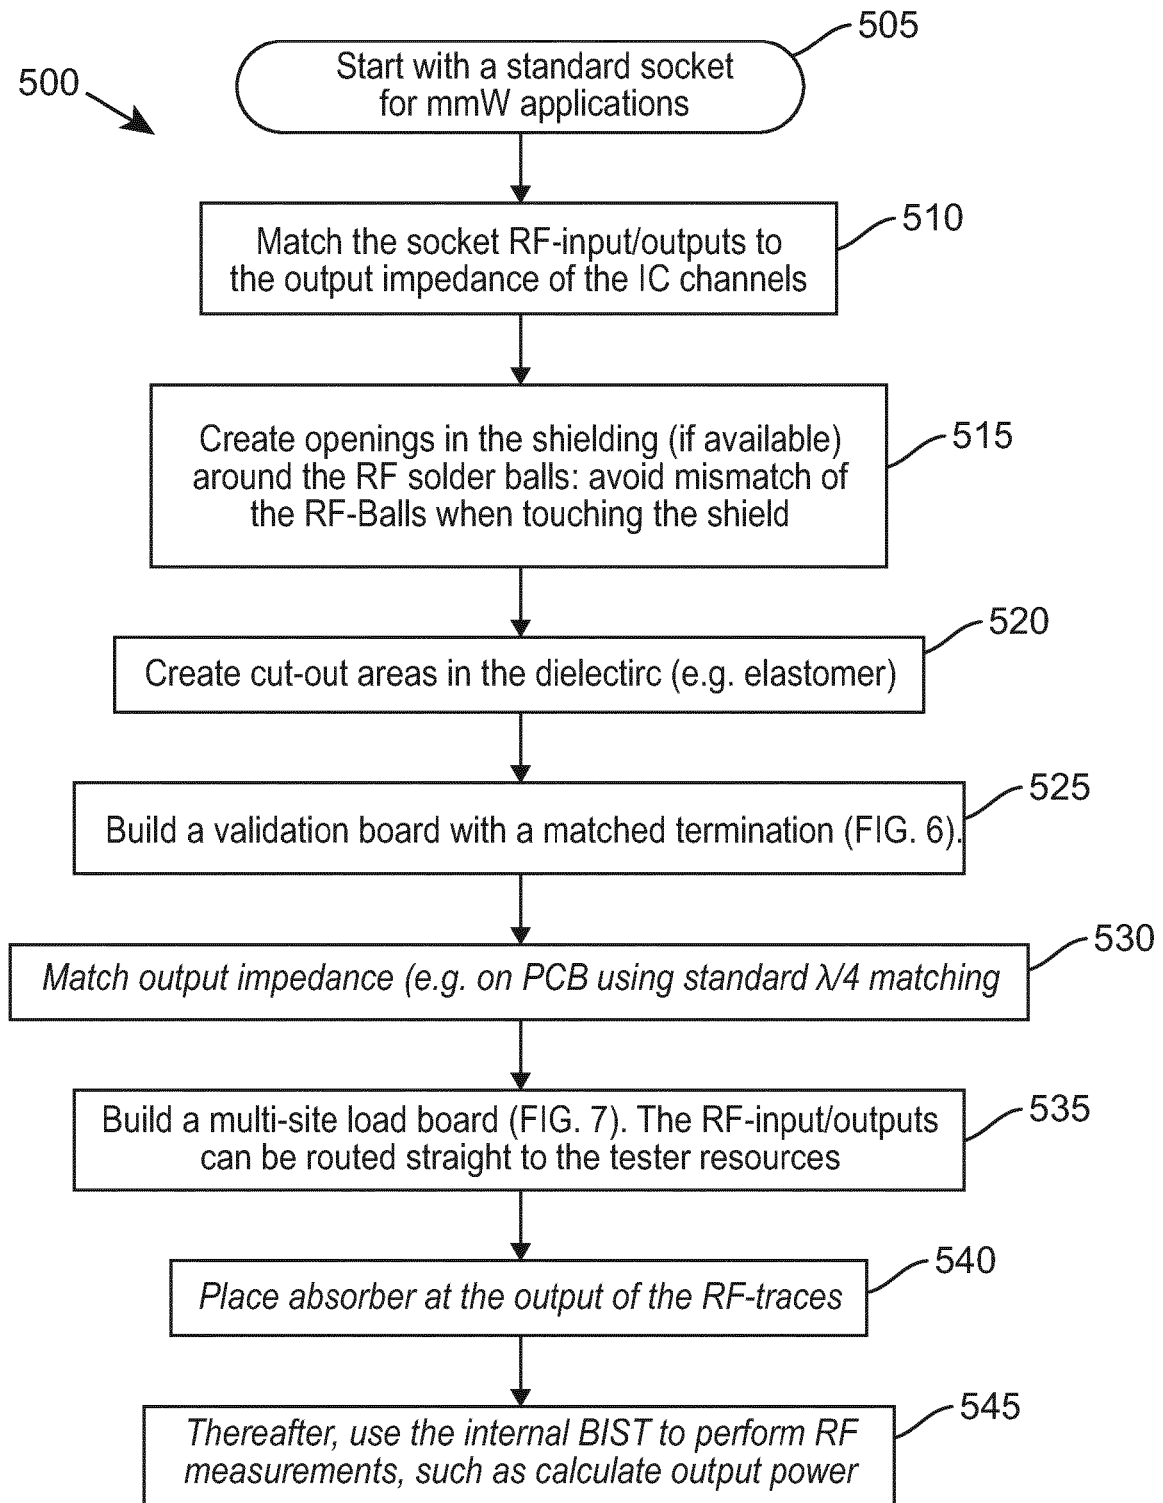 505
Start with a standard socket
for mmW applications
500
510
Match the socket RF-input/outputs to
the output impedance of the IC channels
515
Create openings in the shielding (if available)
around the RF solder balls: avoid mismatch of
the RF-Balls when touching the shield
520
Create cut-out areas in the dielectirc (e.g. elastomer)
525
Build a validation board with a matched termination (FIG. 6).
530
Match output impedance (e.g. on PCB using standard λ/4 matching
535
Build a multi-site load board (FIG. 7). The RF-input/outputs
can be routed straight to the tester resources
540
Place absorber at the output of the RF-traces
545
Thereafter, use the internal BIST to perform RF
measurements, such as calculate output power